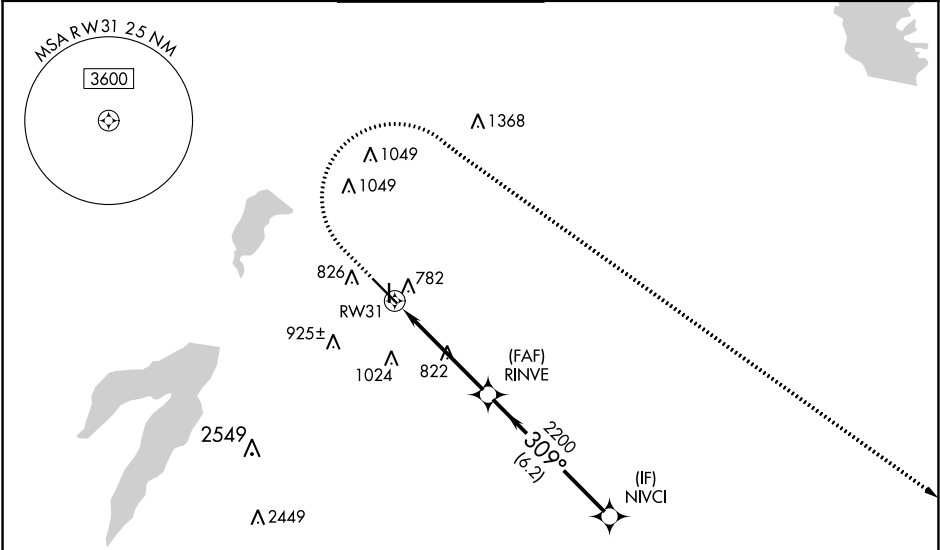 MSA RW31 25 NM
3600
1368
1049
1049
826
782
RW31
925±
1024
822
(FAF)
RINVE
2200
309°
(6.2)
2549
(IF)
NIVCI
2449